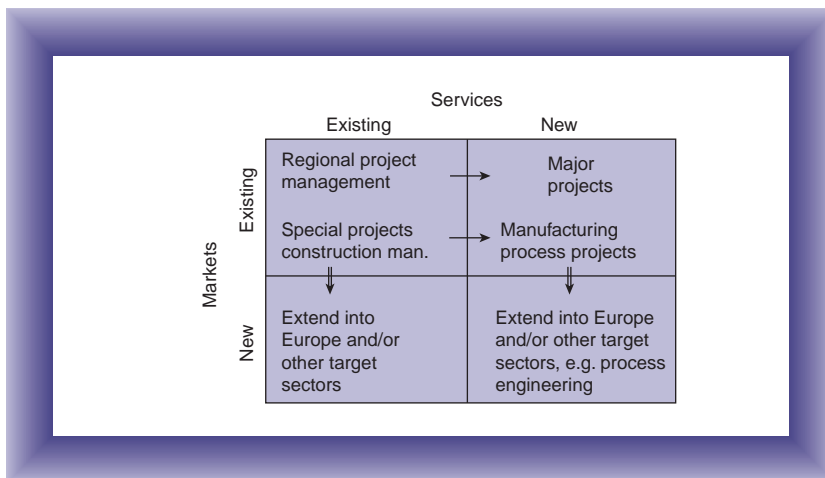 Services
Existing
New
Markets
Existing
New
Regional project
management
Major
projects
Special projects
construction man.
Manufacturing
process projects
Extend into
Europe and/or
other target
sectors
Extend into Europe
and/or other target
sectors, e.g. process
engineering